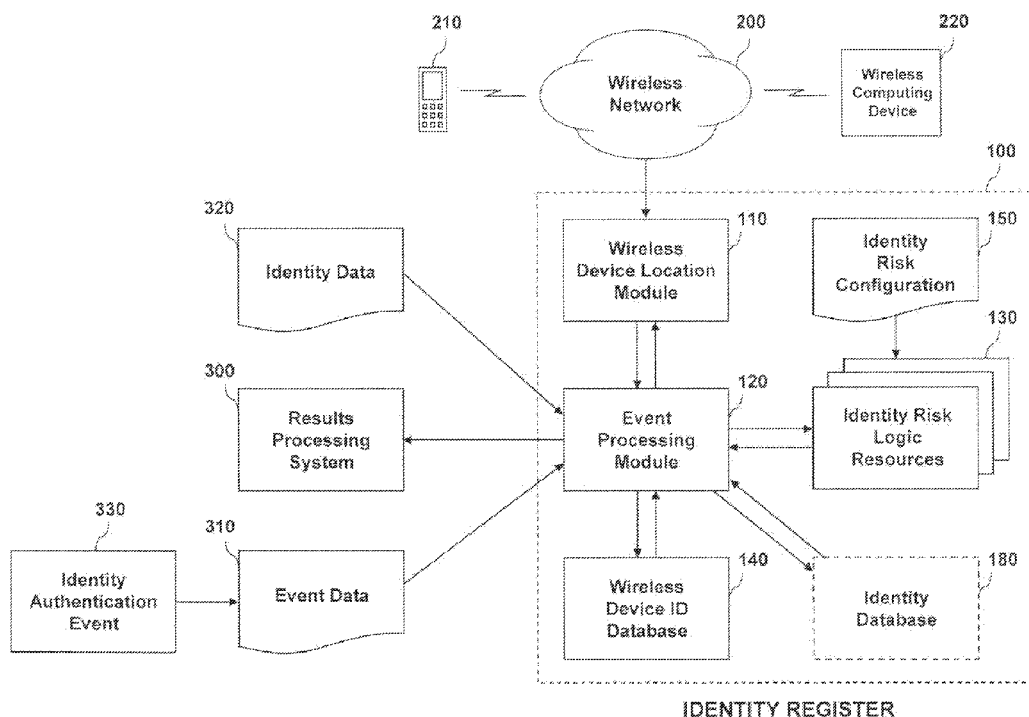 210
200
220
Wireless
Network
Wireless
Computing
Device
100
320
110
150
Identity Data
Wireless
Device Location
Module
Identity
Risk
Configuration
130
300
120
Results
Processing
System
Event
Processing
Module
Identity Risk
Logic
Resources
330
310
140
180
Identity
Authentication
Event
Event Data
Wireless
Device ID
Database
Identity
Database
IDENTITY REGISTER